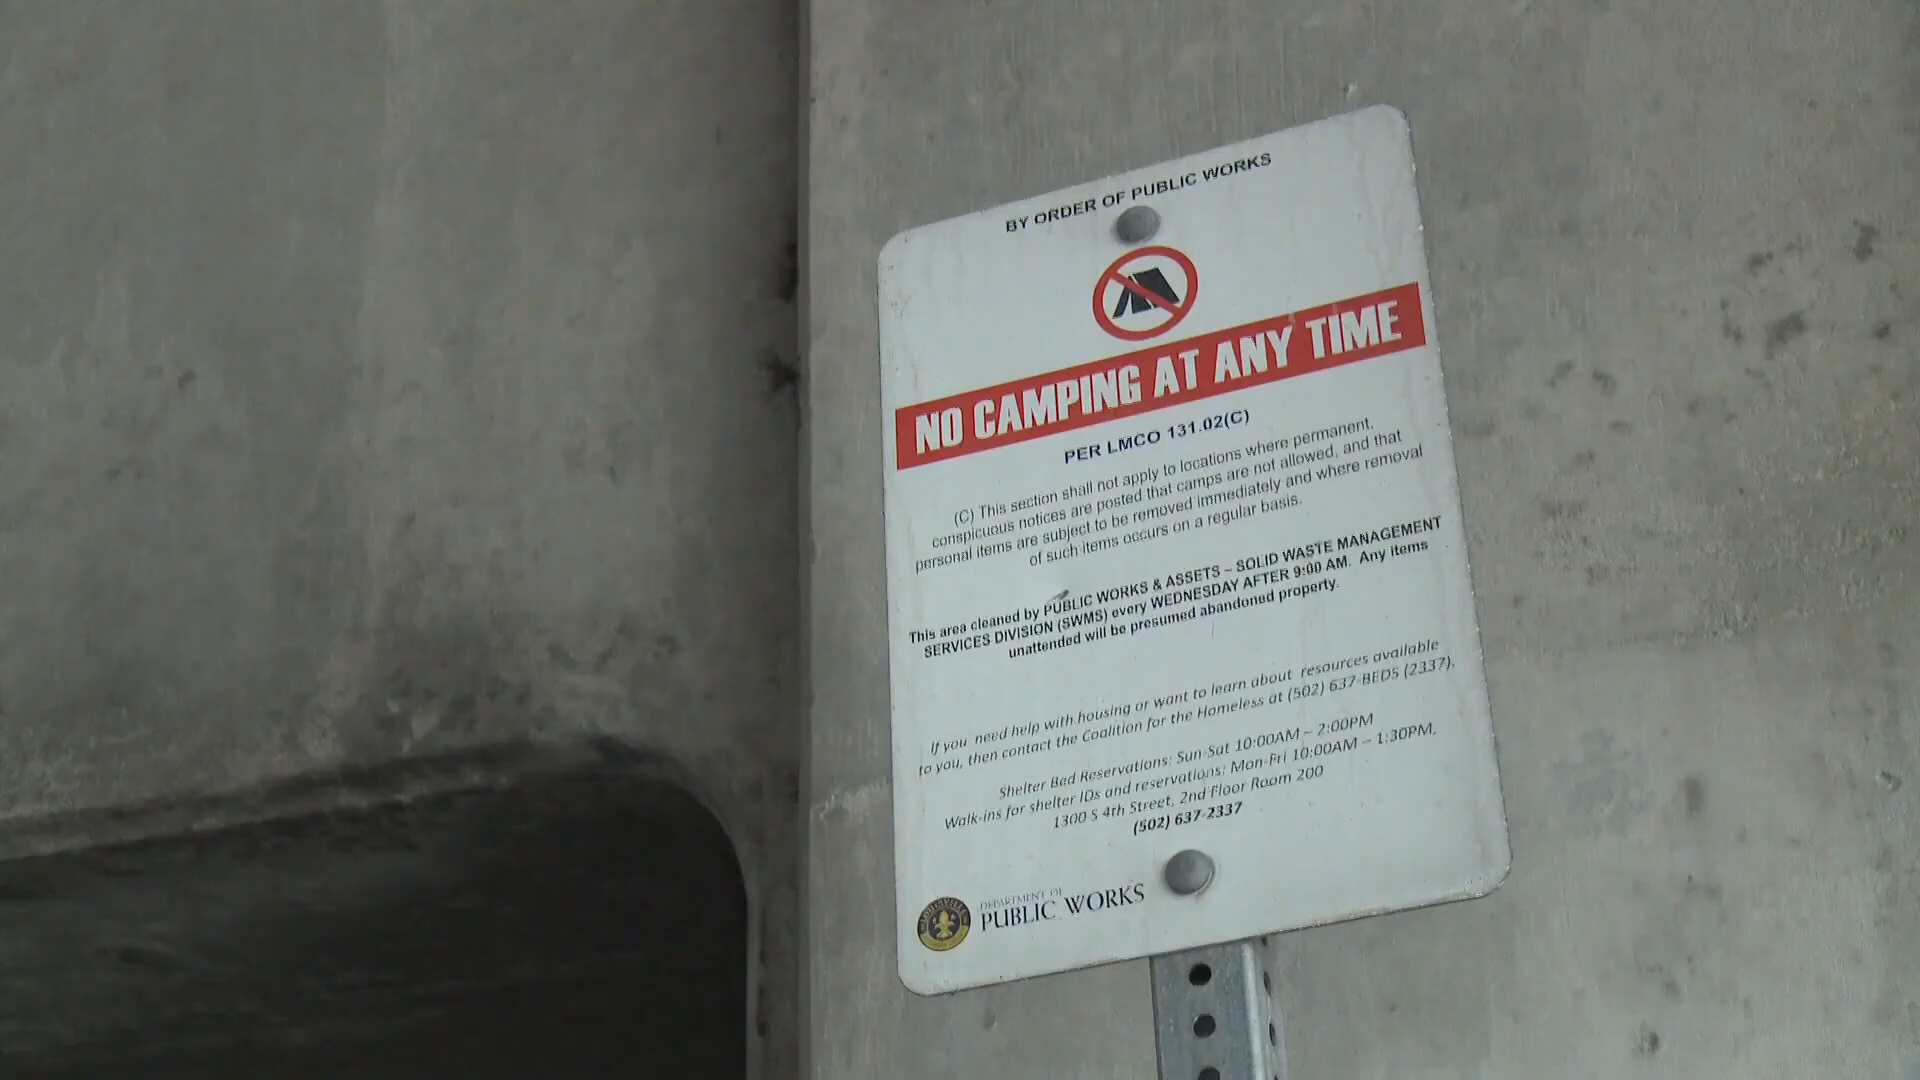 BY ORDER OF PUBLIC WORKS
NO CAMPING AT ANY TIME
PER LMCO 131.02(C)
(C) This section shall not apply to locations where permanent,
conspicuous notices are posted that camps are not allowed, and that
personal items are subject to be removed immediately and where removal
of such items occurs on a regular basis.
This area cleaned by PUBLIC WORKS & ASSETS – SOLID WASTE MANAGEMENT
SERVICES DIVISION (SWMS) every WEDNESDAY AFTER 9:00 AM. Any items
unattended will be presumed abandoned property.
If you need help with housing or want to learn about resources available
to you, then contact the Coalition for the Homeless at (502) 637-BEDS (2337),
Shelter Bed Reservations: Sun-Sat 10:00AM – 2:00PM
Walk-ins for shelter IDs and reservations: Mon-Fri 10:00AM – 1:30PM,
1300 S 4th Street, 2nd Floor Room 200
(502) 637-2337
DEPARTMENT OF
PUBLIC WORKS
LOUISVILLE